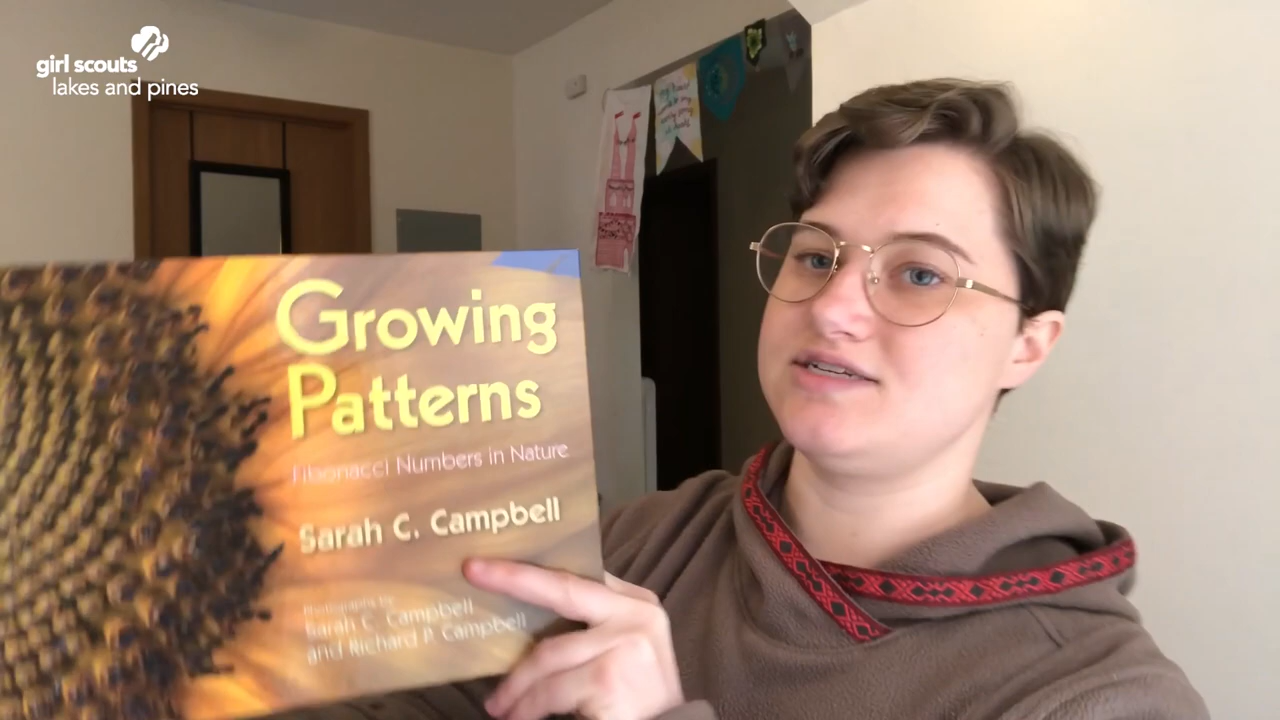 girl scouts
lakes and pines
Growing
Patterns
Fibonacci Numbers in Nature
Sarah C. Campbell
Photographs by
Sarah C. Campbell
and Richard P. Campbell